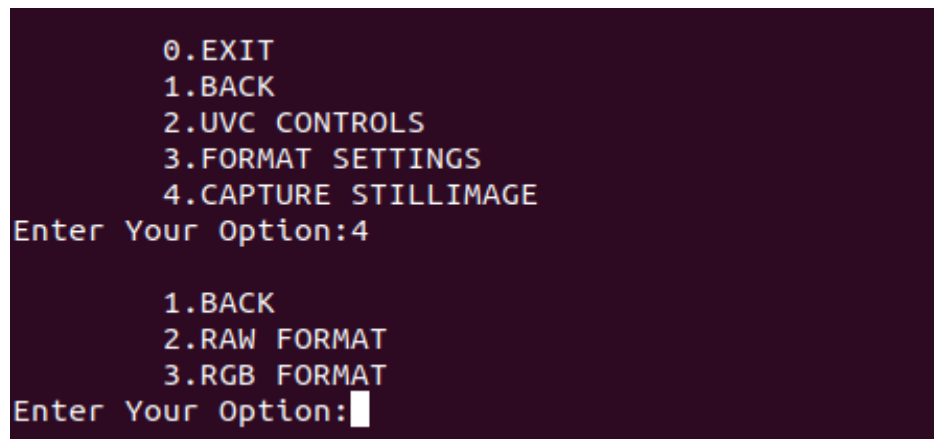 0.EXIT
1.BACK
2.UVC CONTROLS
3.FORMAT SETTINGS
4.CAPTURE STILLIMAGE
Enter Your Option:4
1.BACK
2.RAW FORMAT
3.RGB FORMAT
Enter Your Option: